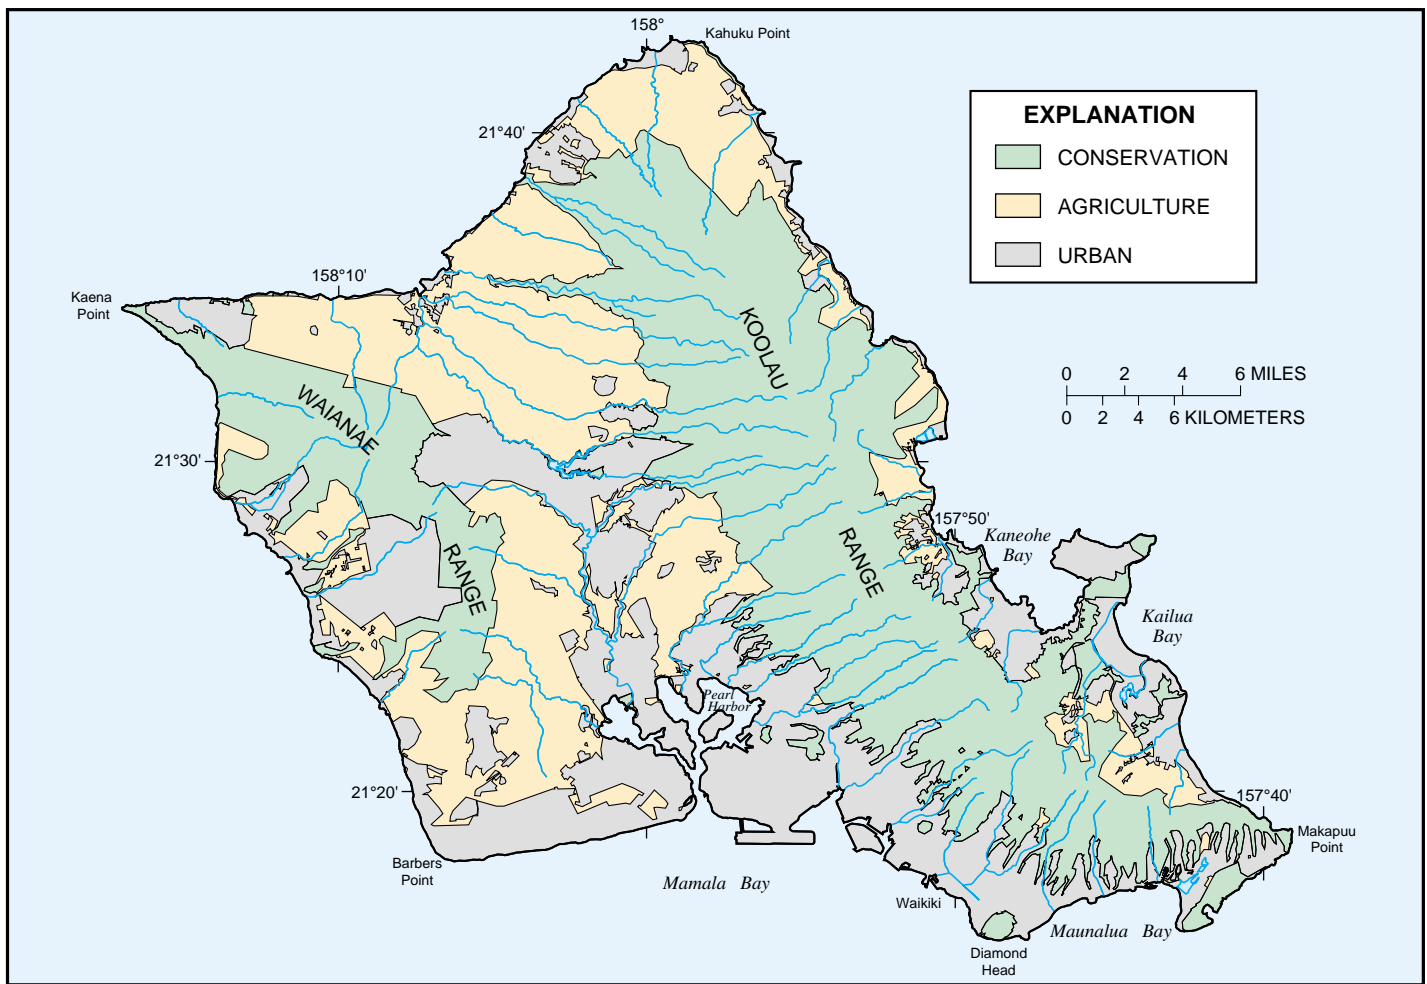 158°
Kahuku Point
21°40'
EXPLANATION
CONSERVATION
AGRICULTURE
URBAN
158°10'
Kaena
Point
KOOLAU
WAIANAE
0 2 4 6 MILES
0 2 4 6 KILOMETERS
21°30'
RANGE
RANGE
157°50'
Kaneohe
Bay
Kailua
Bay
Pearl
Harbor
21°20'
157°40'
Makapuu
Point
Barbers
Point
Mamala Bay
Waikiki
Maunalua Bay
Diamond
Head